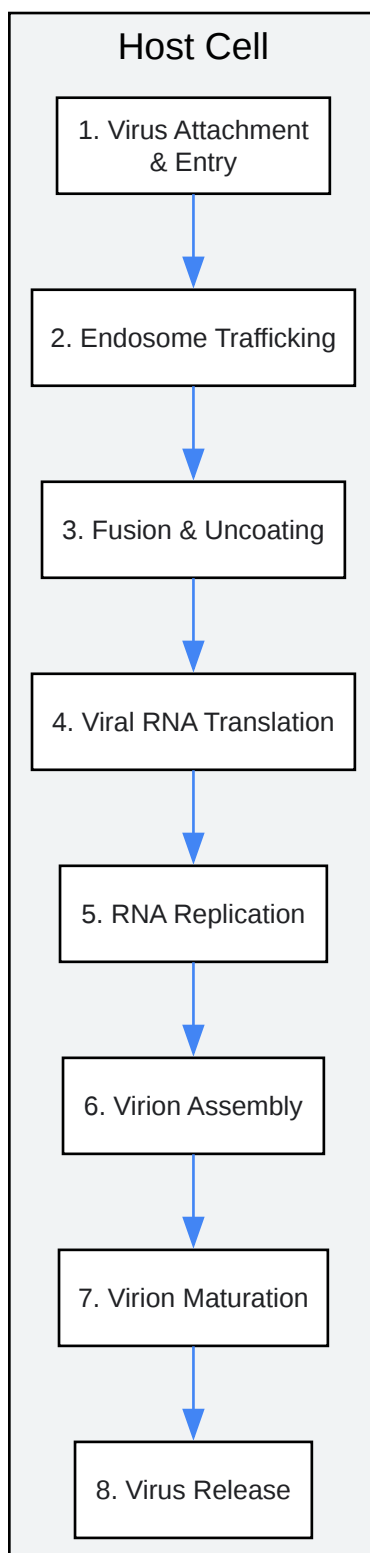 Host Cell
1. Virus Attachment
& Entry
2. Endosome Trafficking
3. Fusion & Uncoating
4. Viral RNA Translation
5. RNA Replication
6. Virion Assembly
7. Virion Maturation
8. Virus Release